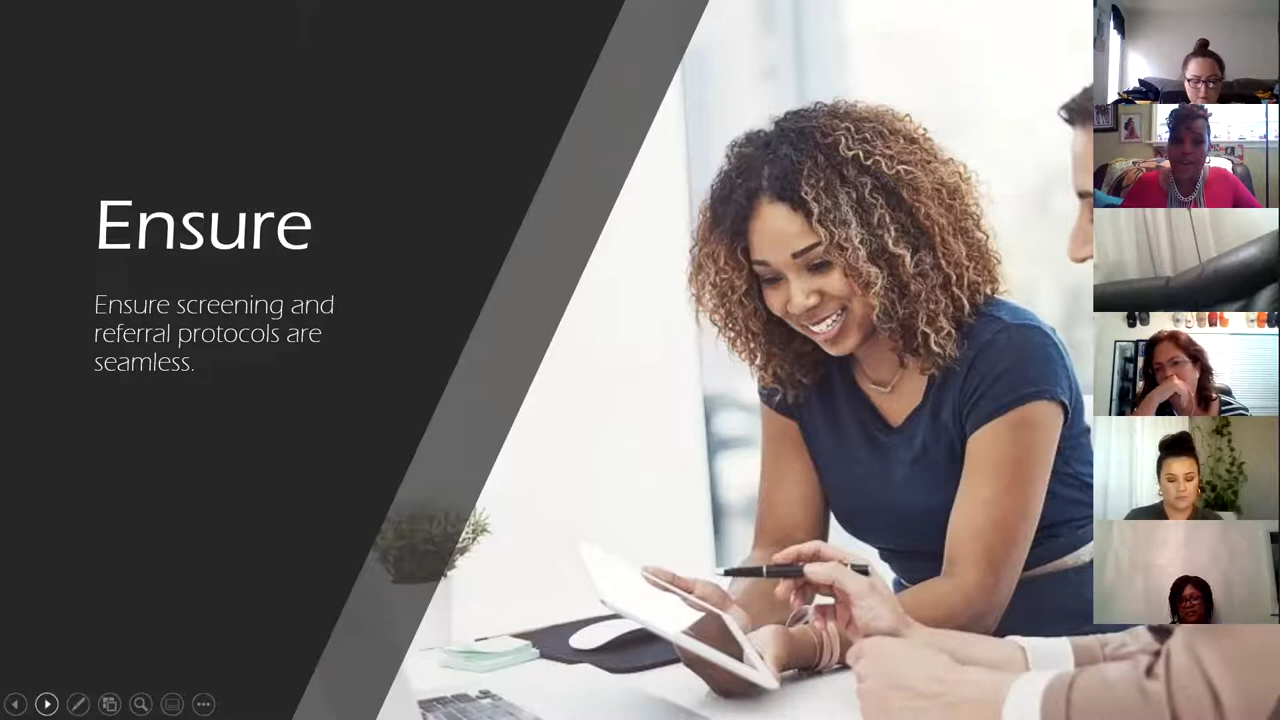 Ensure
Ensure screening and
referral protocols are
seamless.